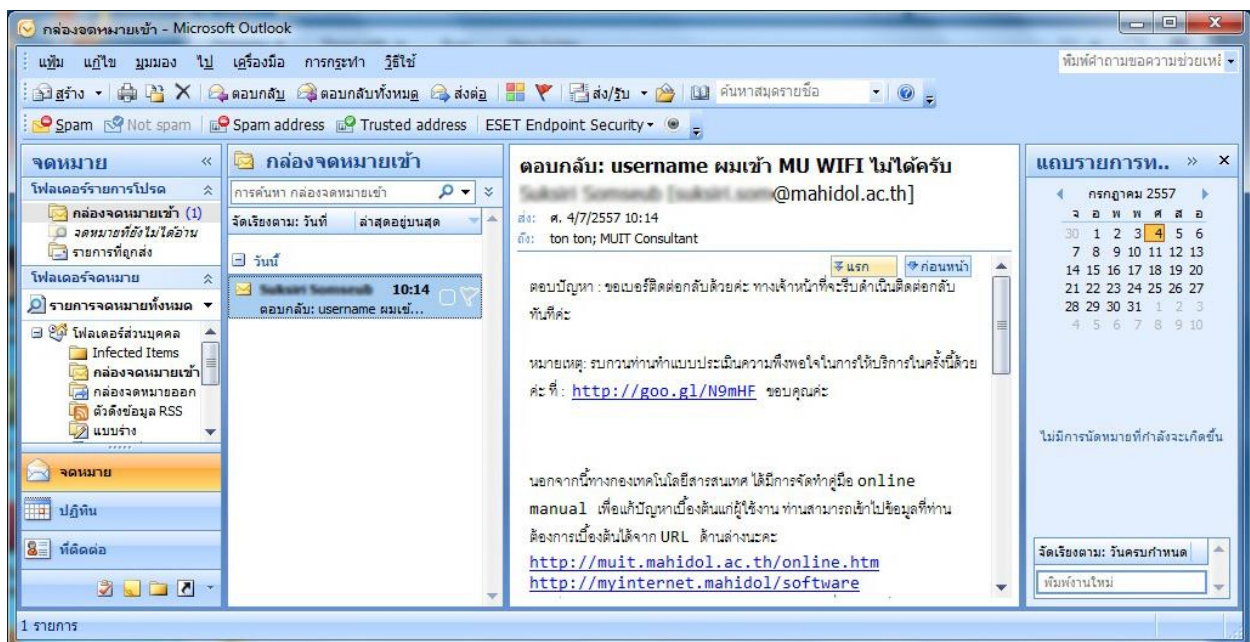 กล่องจดหมายเข้า - Microsoft Outlook
แฟ้ม แก้ไข มุมมอง ไป เครื่องมือ การกระทำ วิธีใช้ พิมพ์คำถามขอความช่วยเหลื
สร้าง ตอบกลับ ตอบกลับทั้งหมด ส่งต่อ ส่ง/รับ ค้นหาสมุดรายชื่อ
Spam Not spam Spam address Trusted address ESET Endpoint Security
จดหมาย «
โฟลเดอร์รายการโปรด
กล่องจดหมายเข้า (1)
จดหมายที่ยังไม่ได้อ่าน
รายการที่ถูกส่ง
โฟลเดอร์จดหมาย
รายการจดหมายทั้งหมด
โฟลเดอร์ส่วนบุคคล
Infected Items
กล่องจดหมายเข้า
กล่องจดหมายออก
ตัวดึงข้อมูล RSS
แบบร่าง
จดหมาย
ปฏิทิน
ที่ติดต่อ
กล่องจดหมายเข้า
การค้นหา กล่องจดหมายเข้า
จัดเรียงตาม: วันที่ ล่าสุดอยู่บนสุด
วันนี้
10:14
ตอบกลับ: username ผมเข้...
ตอบกลับ: username ผมเข้า MU WIFI ไม่ได้ครับ
@mahidol.ac.th]
ส่ง: ศ. 4/7/2557 10:14
ถึง: ton ton; MUIT Consultant
แรก ก่อนหน้า
ตอบปัญหา : ขอเบอร์ติดต่อกลับด้วยค่ะ ทางเจ้าหน้าที่จะรีบดำเนินติดต่อกลับ
ทันทีค่ะ
หมายเหตุ: รบกวนท่านทำแบบประเมินความพึงพอใจในการให้บริการในครั้งนี้ด้วย
ค่ะ ที่ : http://goo.gl/N9mHF ขอบคุณค่ะ
นอกจากนี้ทางกองเทคโนโลยีสารสนเทศ ได้มีการจัดทำคู่มือ online
manual เพื่อแก้ปัญหาเบื้องต้นแก่ผู้ใช้งาน ท่านสามารถเข้าไปข้อมูลที่ท่าน
ต้องการเบื้องต้นได้จาก URL ด้านล่างนะคะ
http://muit.mahidol.ac.th/online.htm
http://myinternet.mahidol/software
แถบรายการท.. »
กรกฎาคม 2557
จ อ พ พ ศ ส อ
30 1 2 3 4 5 6
7 8 9 10 11 12 13
14 15 16 17 18 19 20
21 22 23 24 25 26 27
28 29 30 31 1 2 3
4 5 6 7 8 9 10
ไม่มีการนัดหมายที่กำลังจะเกิดขึ้น
จัดเรียงตาม: วันครบกำหนด
พิมพ์งานใหม่
1 รายการ